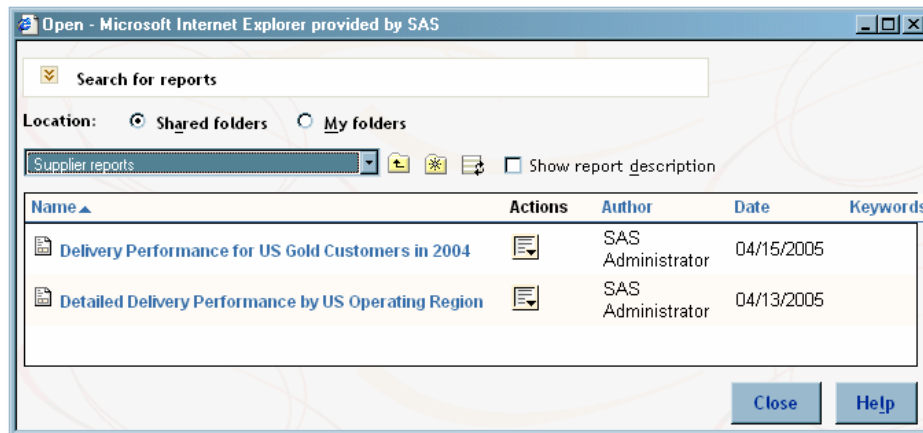 Open - Microsoft Internet Explorer provided by SAS
Search for reports
Location: Shared folders My folders
Supplier reports Show report description
Name Actions Author Date Keywords
Delivery Performance for US Gold Customers in 2004 SAS Administrator 04/15/2005
Detailed Delivery Performance by US Operating Region SAS Administrator 04/13/2005
Close Help